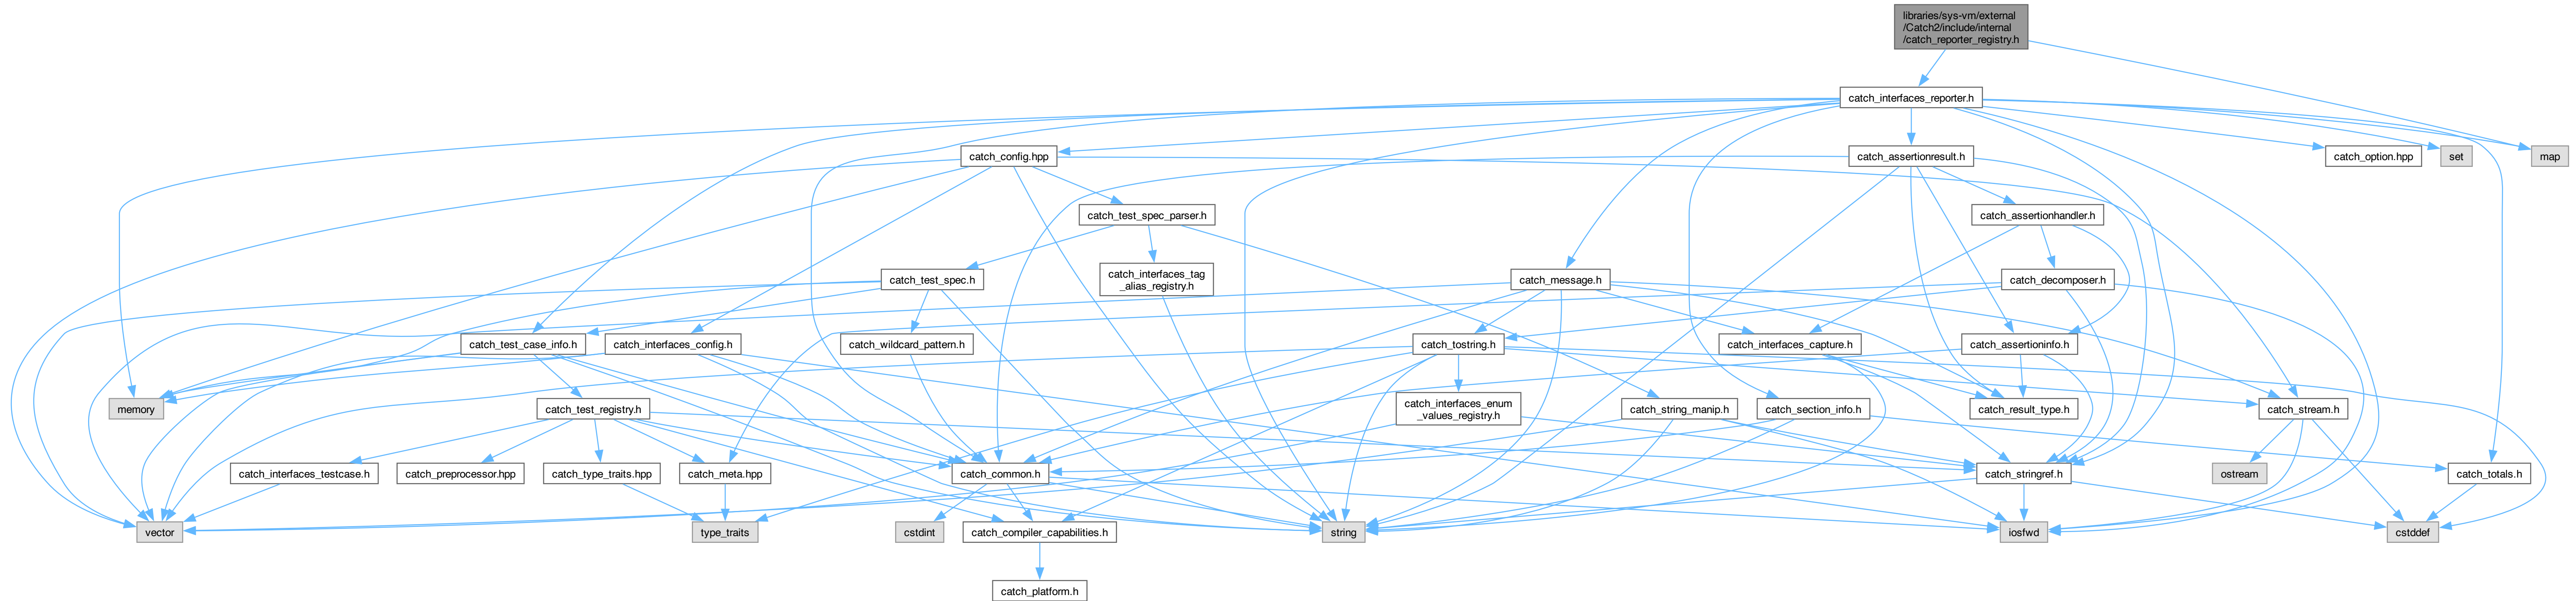 libraries/sys-vm/external
/Catch2/include/internal
/catch_reporter_registry.h
catch_interfaces_reporter.h
catch_config.hpp
catch_assertionresult.h
catch_option.hpp
set
map
catch_test_spec_parser.h
catch_assertionhandler.h
catch_test_spec.h
catch_interfaces_tag
_alias_registry.h
catch_message.h
catch_decomposer.h
catch_test_case_info.h
catch_interfaces_config.h
catch_wildcard_pattern.h
catch_tostring.h
catch_interfaces_capture.h
catch_assertioninfo.h
memory
catch_test_registry.h
catch_interfaces_enum
_values_registry.h
catch_string_manip.h
catch_section_info.h
catch_result_type.h
catch_stream.h
catch_interfaces_testcase.h
catch_preprocessor.hpp
catch_type_traits.hpp
catch_meta.hpp
catch_common.h
catch_stringref.h
ostream
catch_totals.h
vector
type_traits
cstdint
catch_compiler_capabilities.h
string
iosfwd
cstddef
catch_platform.h